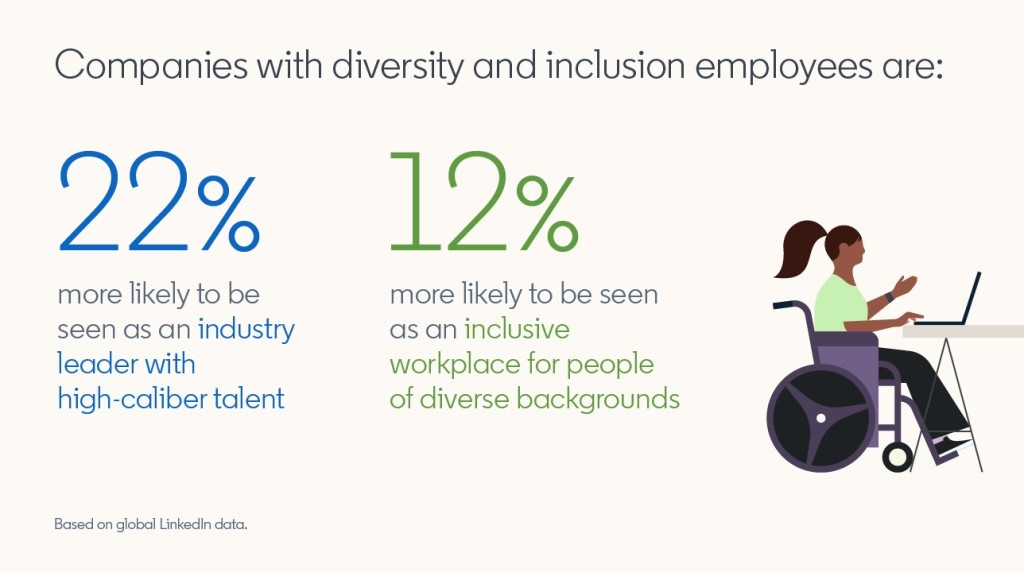 Companies with diversity and inclusion employees are:
22%
more likely to be
seen as an industry
leader with
high-caliber talent
12%
more likely to be seen
as an inclusive
workplace for people
of diverse backgrounds
Based on global LinkedIn data.